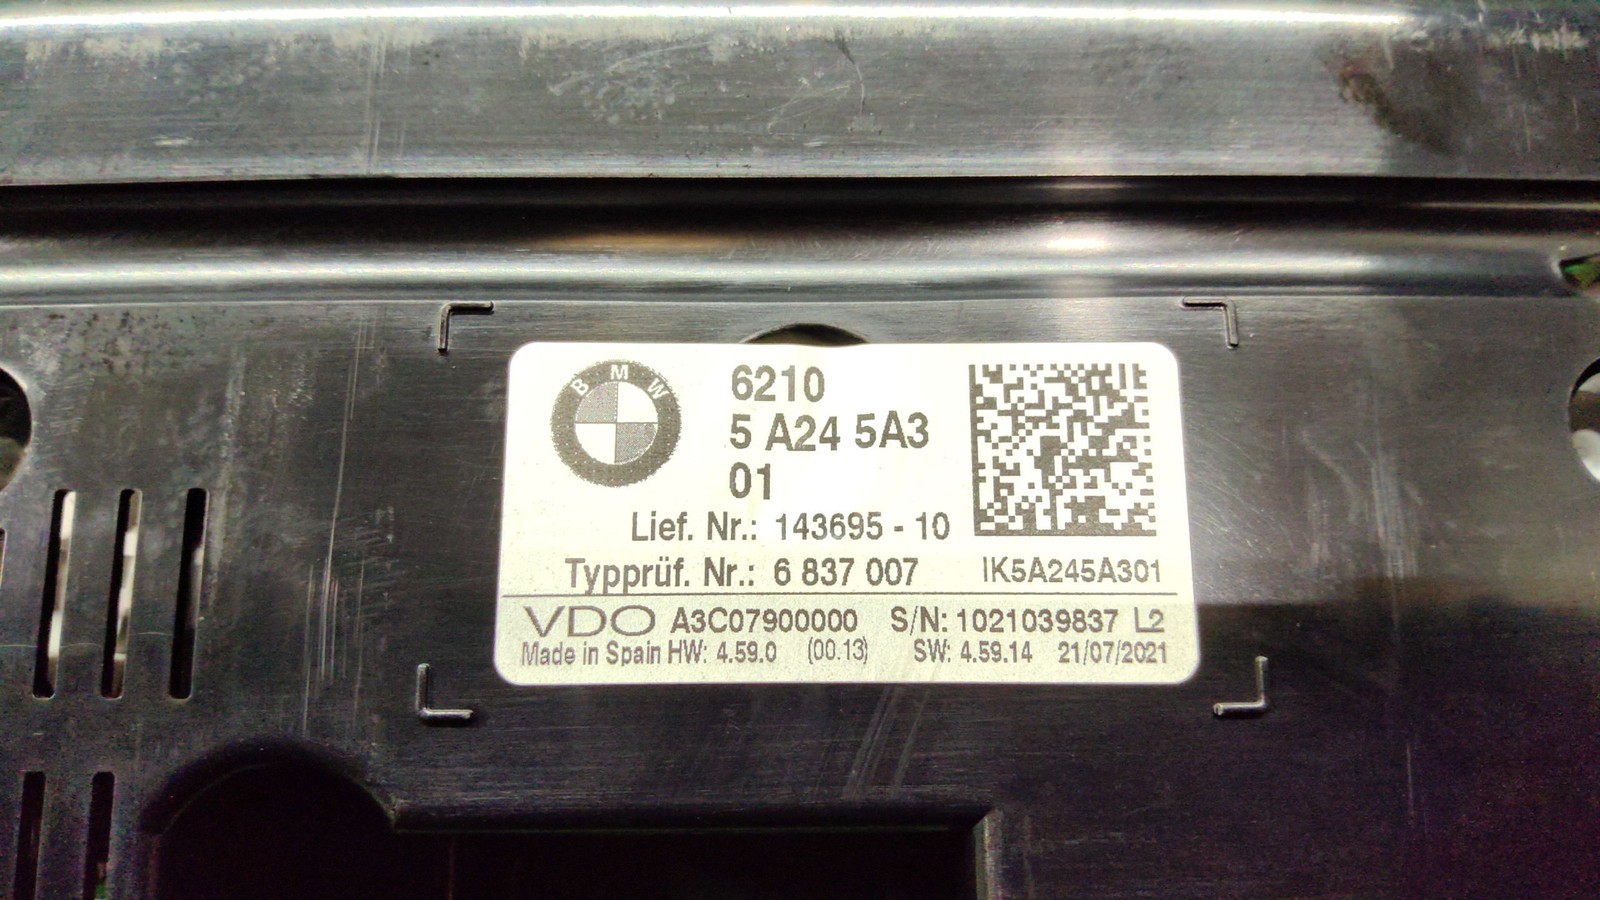 BMW
6210
5 A24 5A3
01
Lief. Nr.: 143695 - 10
Typprüf. Nr.: 6 837 007 IK5A245A301
VDO A3C07900000 S/N: 1021039837 L2
Made in Spain HW: 4.59.0 (00.13) SW: 4.59.14 21/07/2021